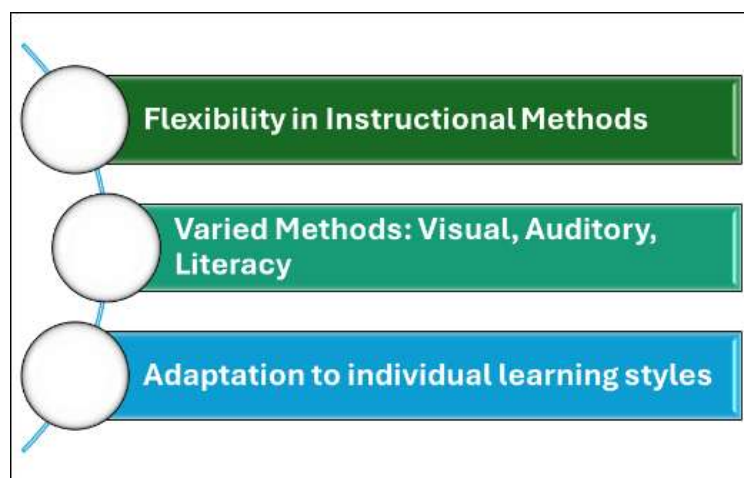 Flexibility in Instructional Methods
Varied Methods: Visual, Auditory,
Literacy
Adaptation to individual learning styles